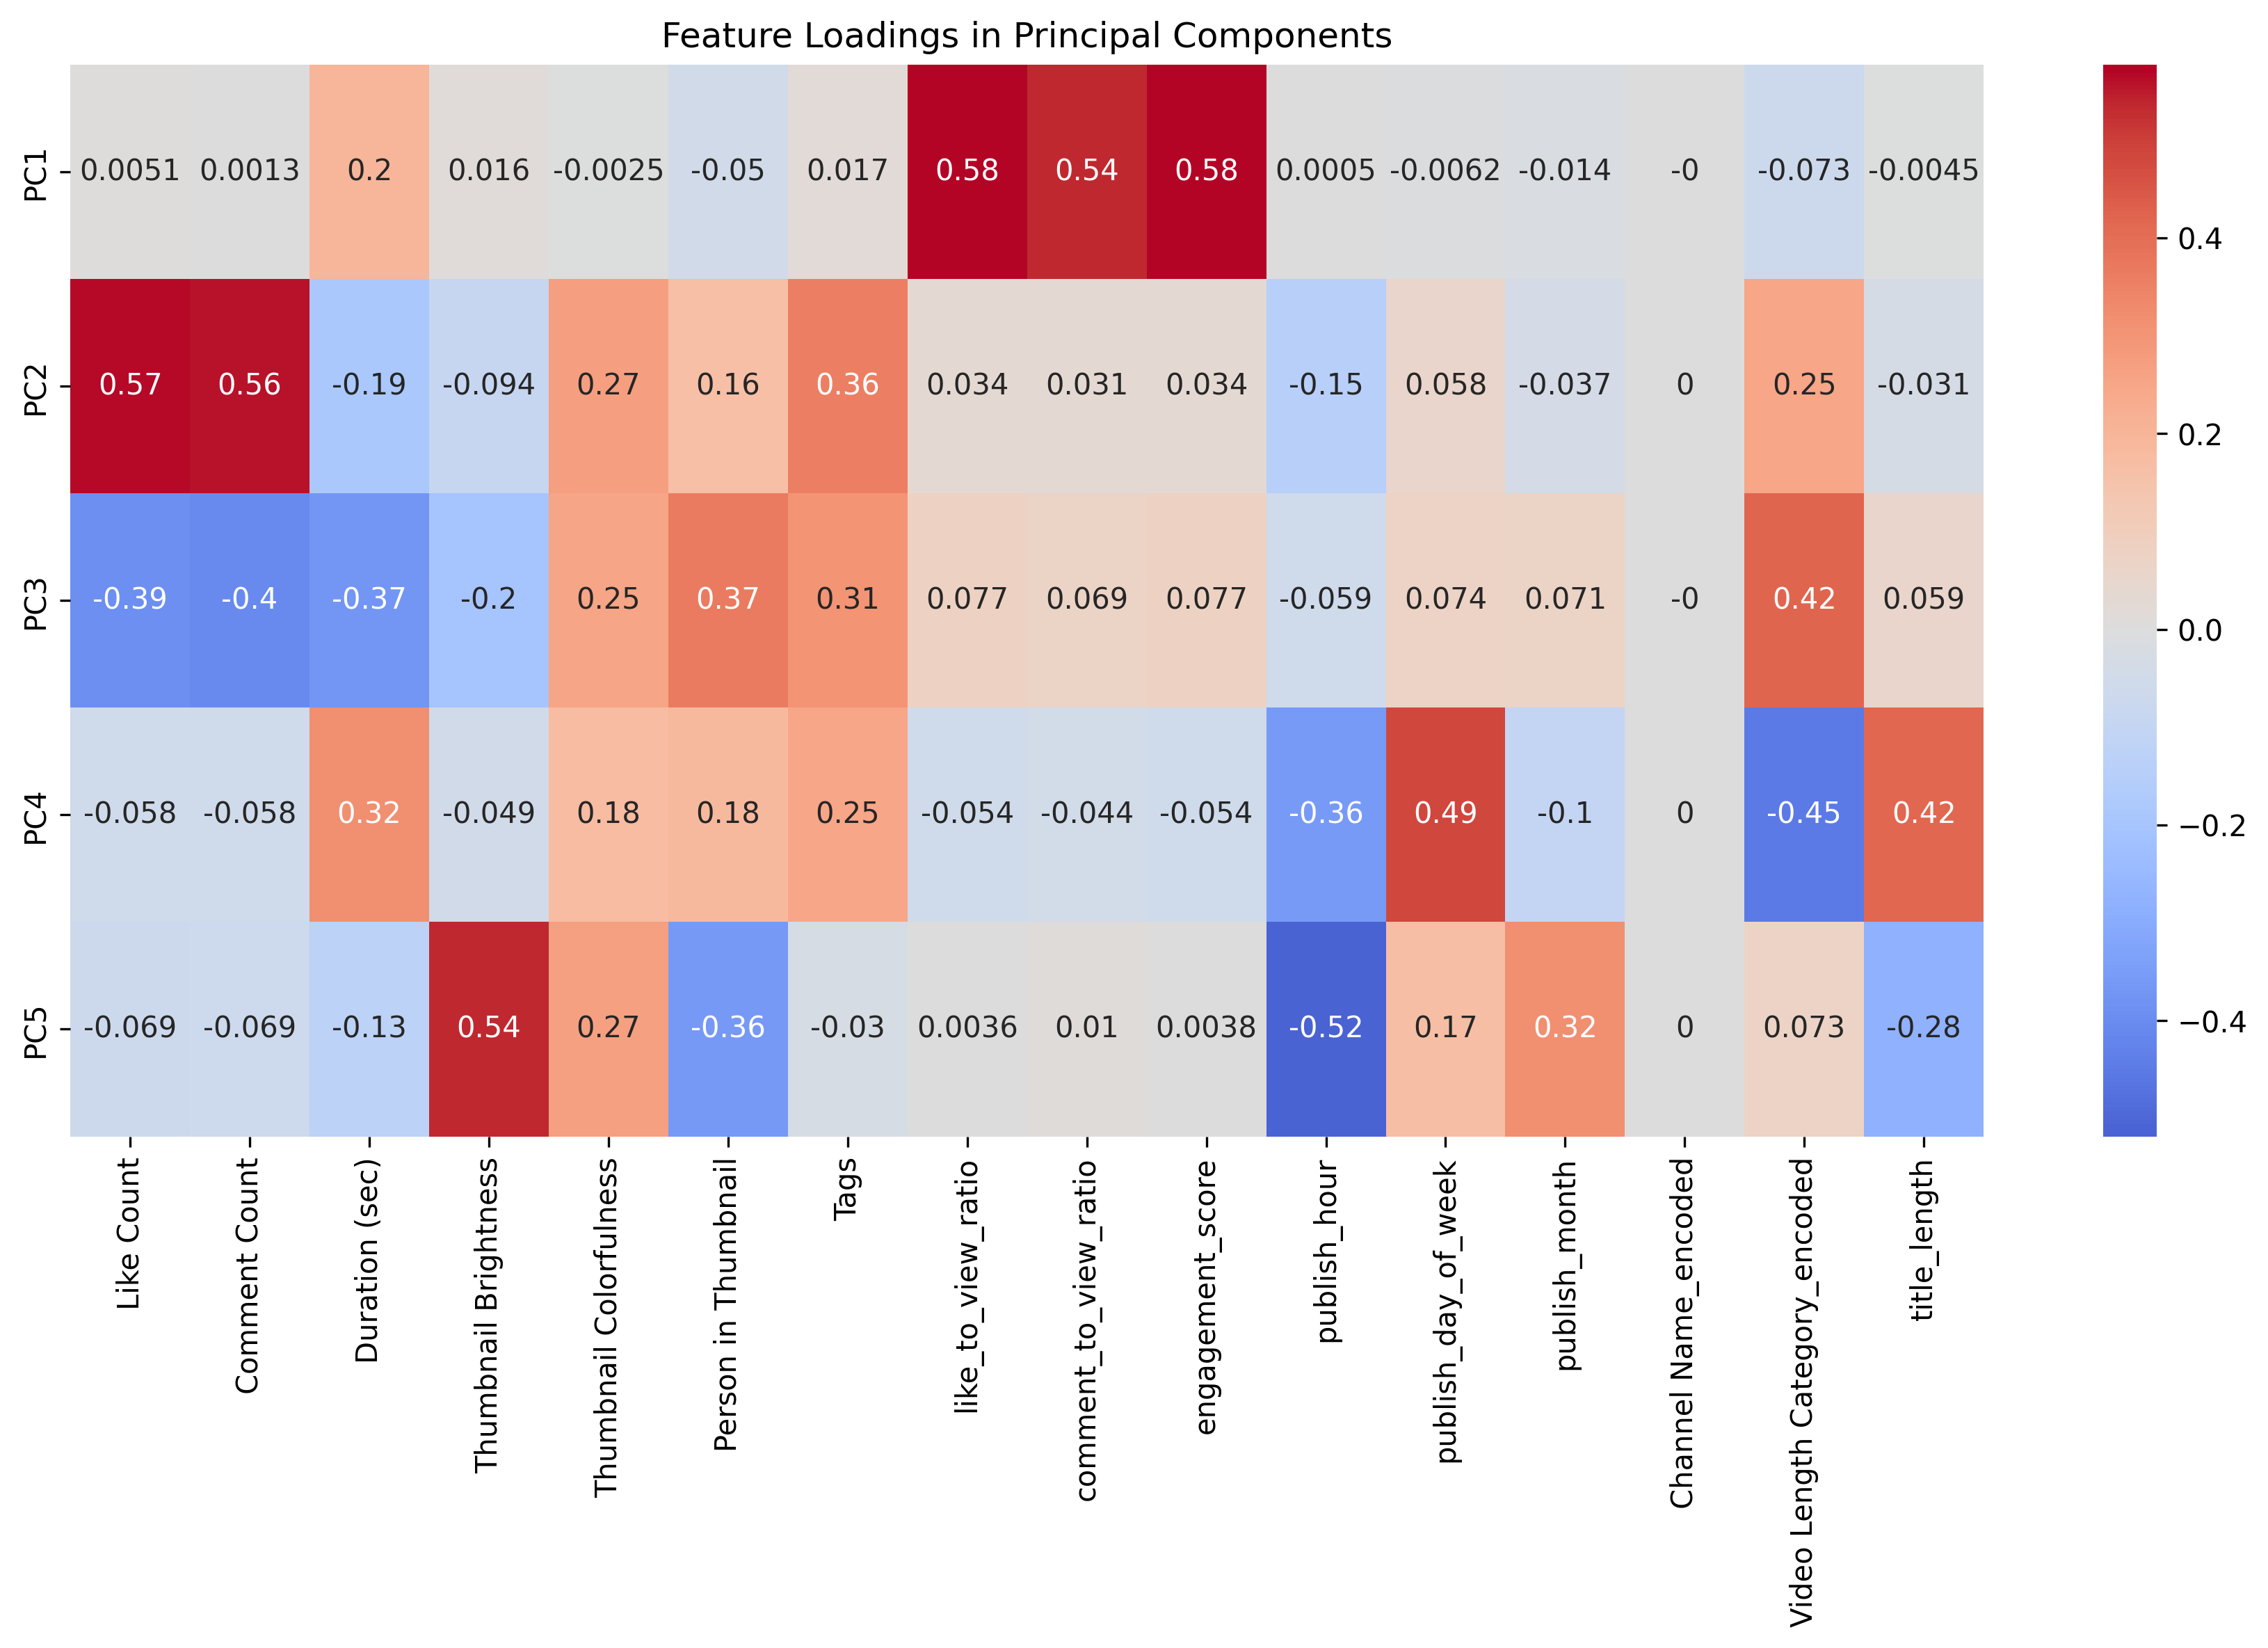 Feature Loadings in Principal Components
PC1 0.0051 0.0013 0.2 0.016 -0.0025 -0.05 0.017 0.58 0.54 0.58 0.0005 -0.0062 -0.014 -0 -0.073 -0.0045
PC2 0.57 0.56 -0.19 -0.094 0.27 0.16 0.36 0.034 0.031 0.034 -0.15 0.058 -0.037 0 0.25 -0.031
PC3 -0.39 -0.4 -0.37 -0.2 0.25 0.37 0.31 0.077 0.069 0.077 -0.059 0.074 0.071 -0 0.42 0.059
PC4 -0.058 -0.058 0.32 -0.049 0.18 0.18 0.25 -0.054 -0.044 -0.054 -0.36 0.49 -0.1 0 -0.45 0.42
PC5 -0.069 -0.069 -0.13 0.54 0.27 -0.36 -0.03 0.0036 0.01 0.0038 -0.52 0.17 0.32 0 0.073 -0.28
Like Count
Comment Count
Duration (sec)
Thumbnail Brightness
Thumbnail Colorfulness
Person in Thumbnail
Tags
like_to_view_ratio
comment_to_view_ratio
engagement_score
publish_hour
publish_day_of_week
publish_month
Channel Name_encoded
Video Length Category_encoded
title_length
0.4
0.2
0.0
−0.2
−0.4